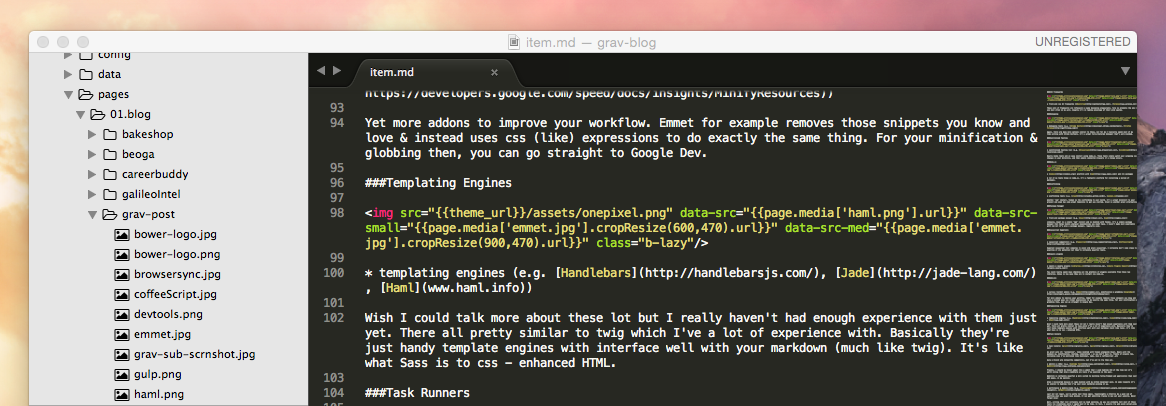 item.md — grav-blog
UNREGISTERED
config
data
pages
01.blog
bakeshop
beoga
careerbuddy
galileoIntel
grav-post
bower-logo.jpg
bower-logo.png
browsersync.jpg
coffeeScript.jpg
devtools.png
emmet.jpg
grav-sub-scrnshot.jpg
gulp.png
haml.png
item.md
https://developers.google.com/speed/docs/insights/MinifyResources))
93
94 Yet more addons to improve your workflow. Emmet for example removes those snippets you know and
love & instead uses css (like) expressions to do exactly the same thing. For your minification &
globbing then, you can go straight to Google Dev.
95
96 ###Templating Engines
97
98 <img src="{{theme_url}}/assets/onepixel.png" data-src="{{page.media['haml.png'].url}}" data-src-
small="{{page.media['emmet.jpg'].cropResize(600,470).url}}" data-src-med="{{page.media['emmet.
jpg'].cropResize(900,470).url}}" class="b-lazy"/>
99
100 * templating engines (e.g. [Handlebars](http://handlebarsjs.com/), [Jade](http://jade-lang.com/)
, [Haml](www.haml.info))
101
102 Wish I could talk more about these lot but I really haven't had enough experience with them just
yet. There all pretty similar to twig which I've a lot of experience with. Basically they're
just handy template engines with interface well with your markdown (much like twig). It's like
what Sass is to css – enhanced HTML.
103
104 ###Task Runners